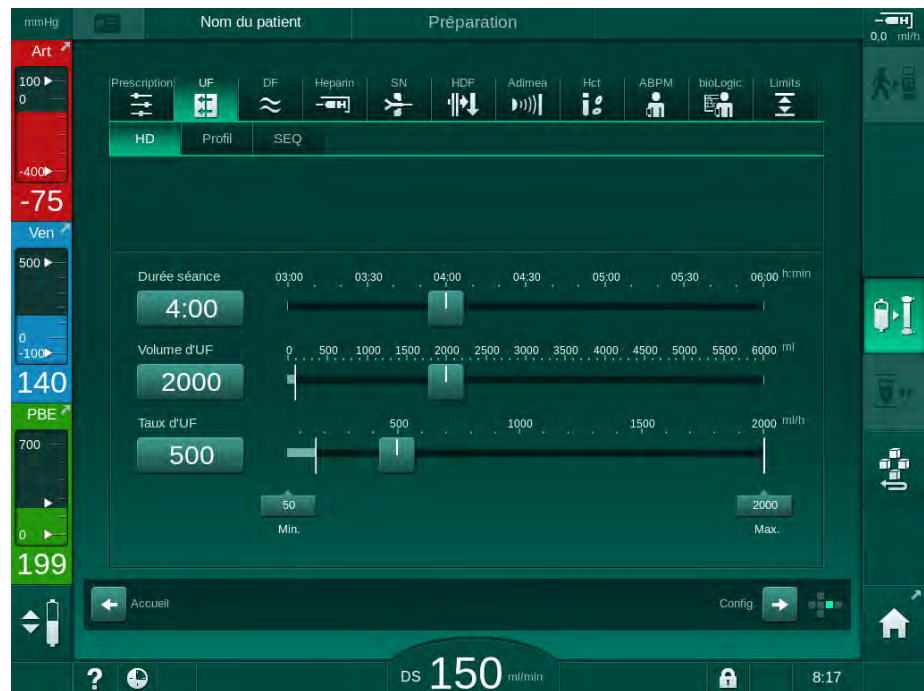 mmHg
Nom du patient
Préparation
0,0 ml/h
Art
100
0
-400
-75
Ven
500
0
-100
140
PBE
700
0
199
Prescription UF DF Heparin SN HDF Adimea Hct ABPM bioLogic Limits
HD Profil SEQ
Durée séance
03:00 03:30 04:00 04:30 05:00 05:30 06:00 h:min
4:00
Volume d'UF
0 500 1000 1500 2000 2500 3000 3500 4000 4500 5000 5500 6000 ml
2000
Taux d'UF
500 1000 1500 2000 ml/h
500
50 2000
Min. Max.
Accueil
Config.
? DS 150 ml/min 8:17